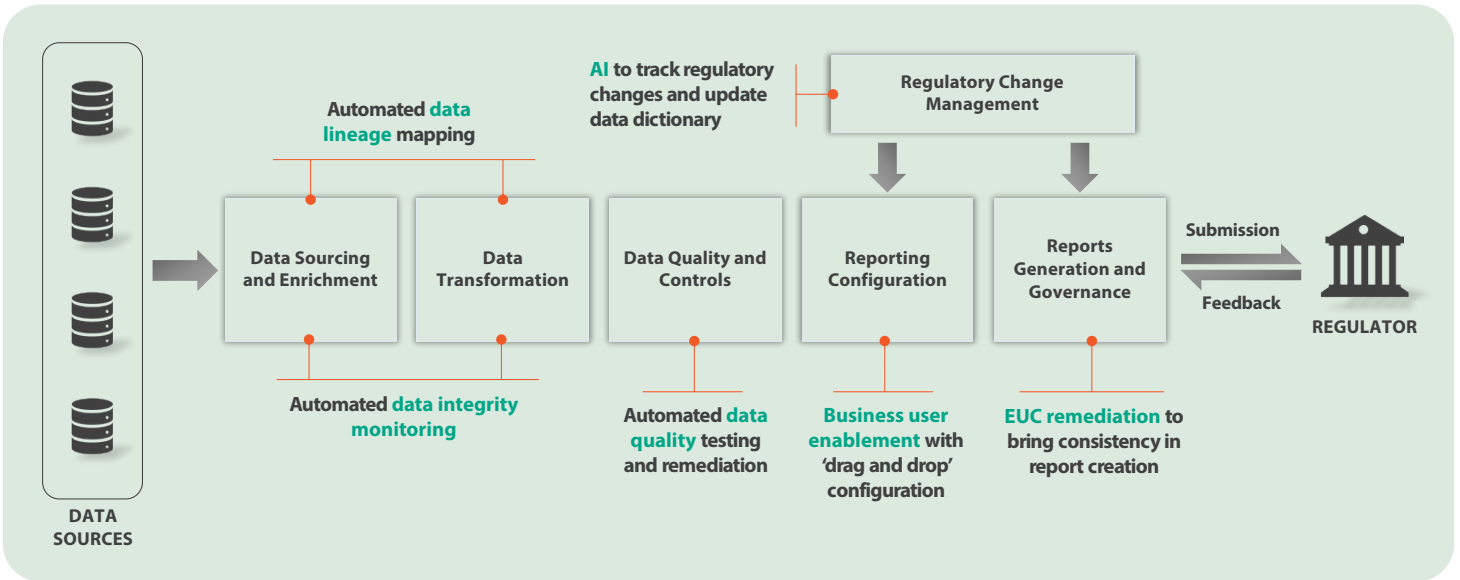 AI to track regulatory
changes and update
data dictionary
Regulatory Change
Management
Automated data
lineage mapping
Data Sourcing
and Enrichment
Data
Transformation
Data Quality and
Controls
Reporting
Configuration
Reports
Generation and
Governance
Submission
Feedback
REGULATOR
Automated data integrity
monitoring
Automated data
quality testing
and remediation
Business user
enablement with
‘drag and drop’
configuration
EUC remediation to
bring consistency in
report creation
DATA
SOURCES